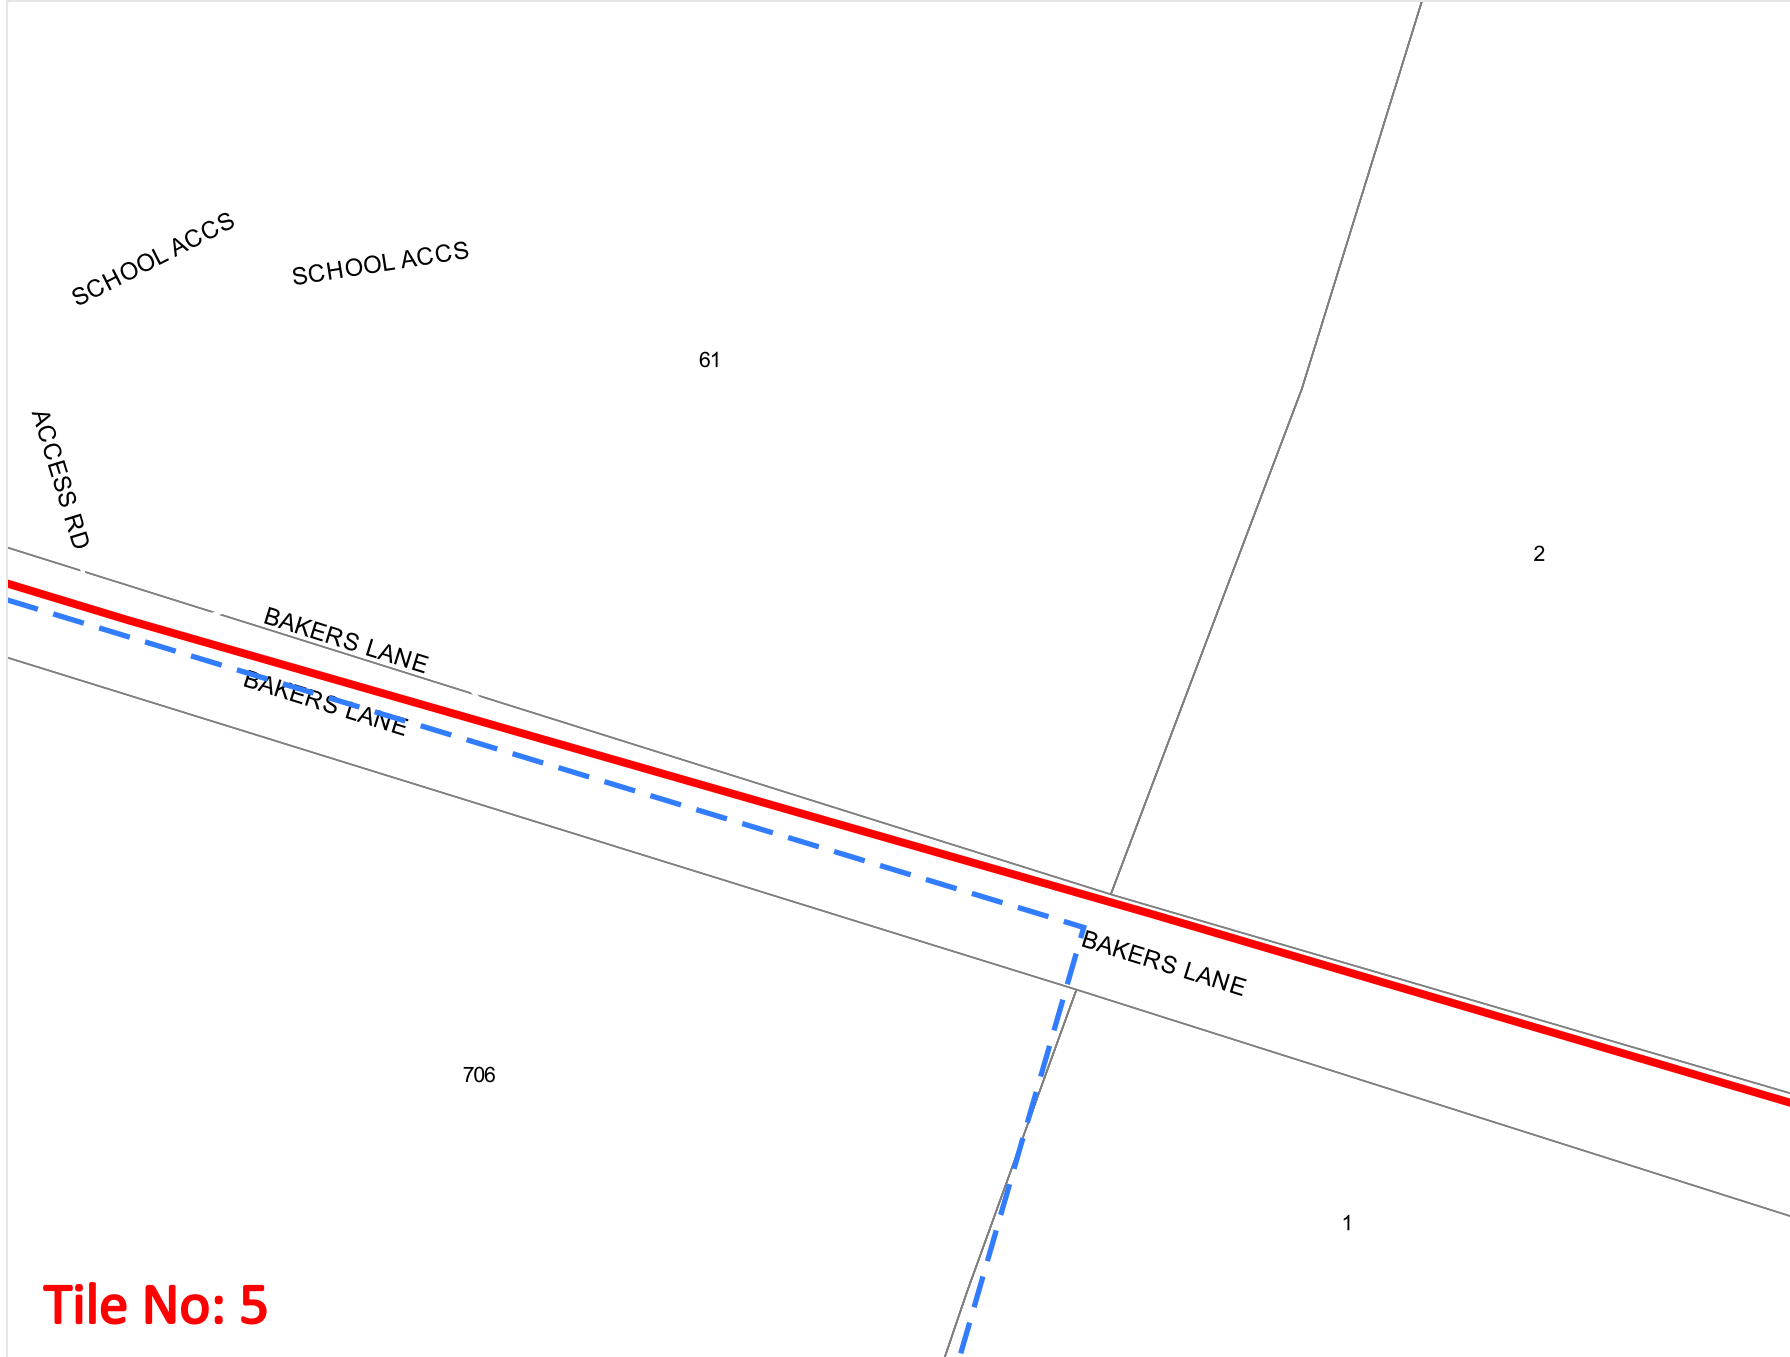 SCHOOL ACCS
SCHOOL ACCS
61
ACCESS RD
2
BAKERS LANE
BAKERS LANE
BAKERS LANE
706
1
Tile No: 5